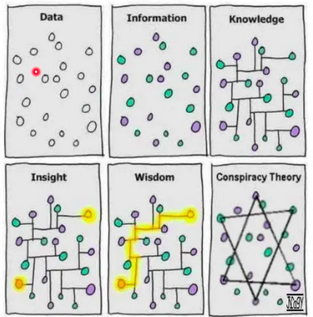 Data
Information
Knowledge
Insight
Wisdom
Conspiracy Theory